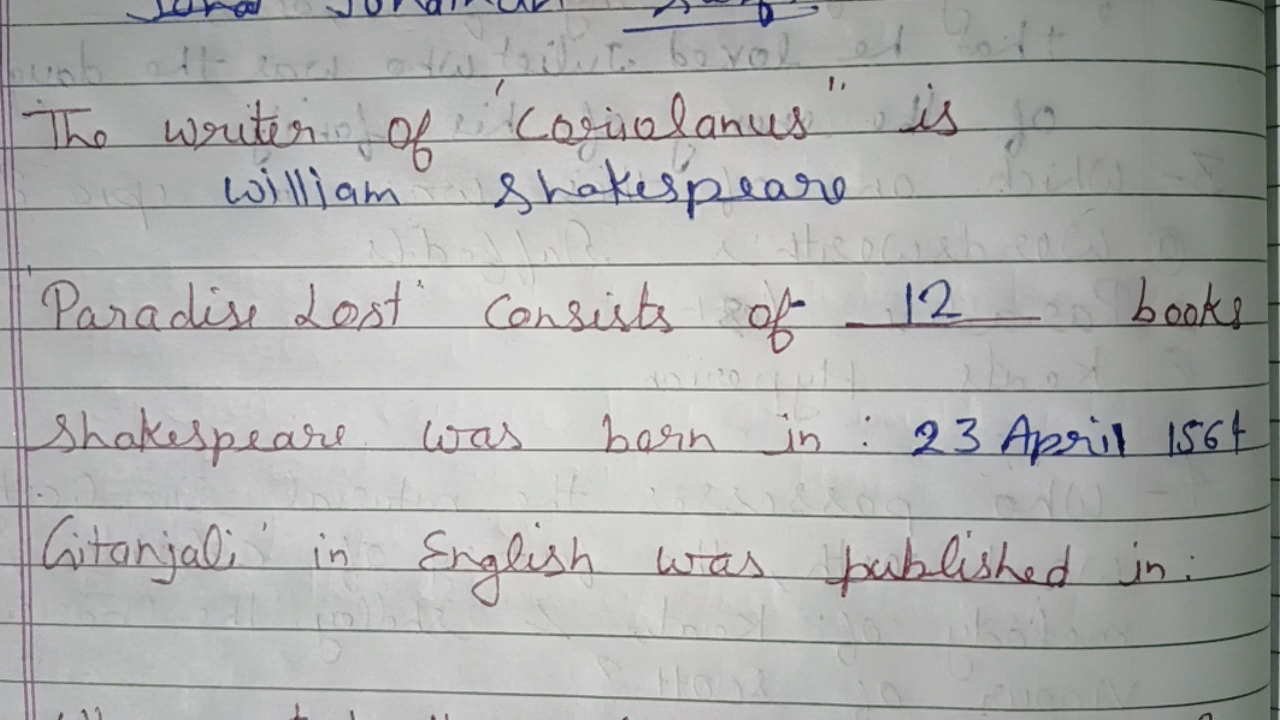 The writer of 'Coriolanus" is
William Shakespeare
Paradise Lost' Consists of 12 books
Shakespeare was born in : 23 April 1564
Gitanjali' in English was published in: